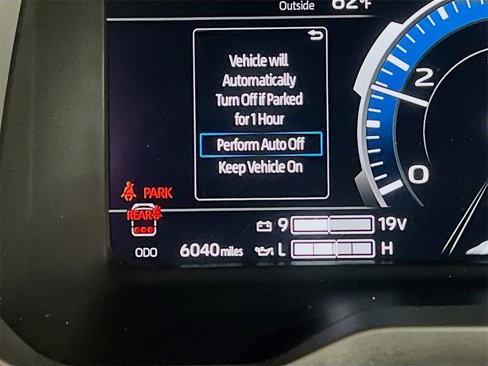 Outside 62°F
Vehicle will
Automatically
Turn Off if Parked
for 1 Hour
Perform Auto Off
Keep Vehicle On
2
0
PARK
REAR
9 19V
ODO 6040 miles L H